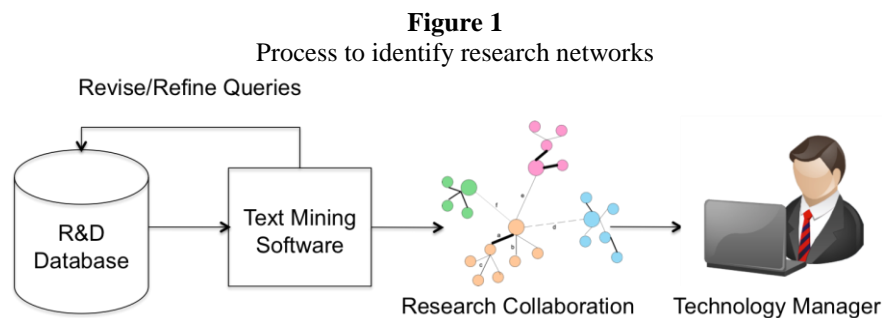 Figure 1
Process to identify research networks
Revise/Refine Queries
R&D
Database
Text Mining
Software
e
f
d
a
b
c
Research Collaboration
Technology Manager